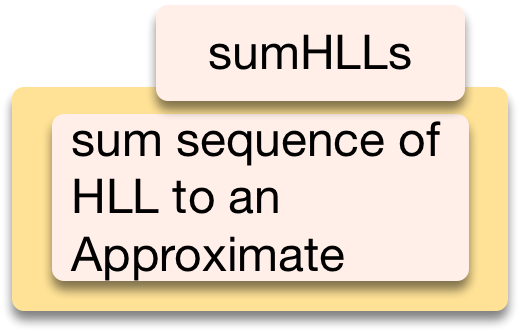 sumHLLs
sum sequence of
HLL to an
Approximate